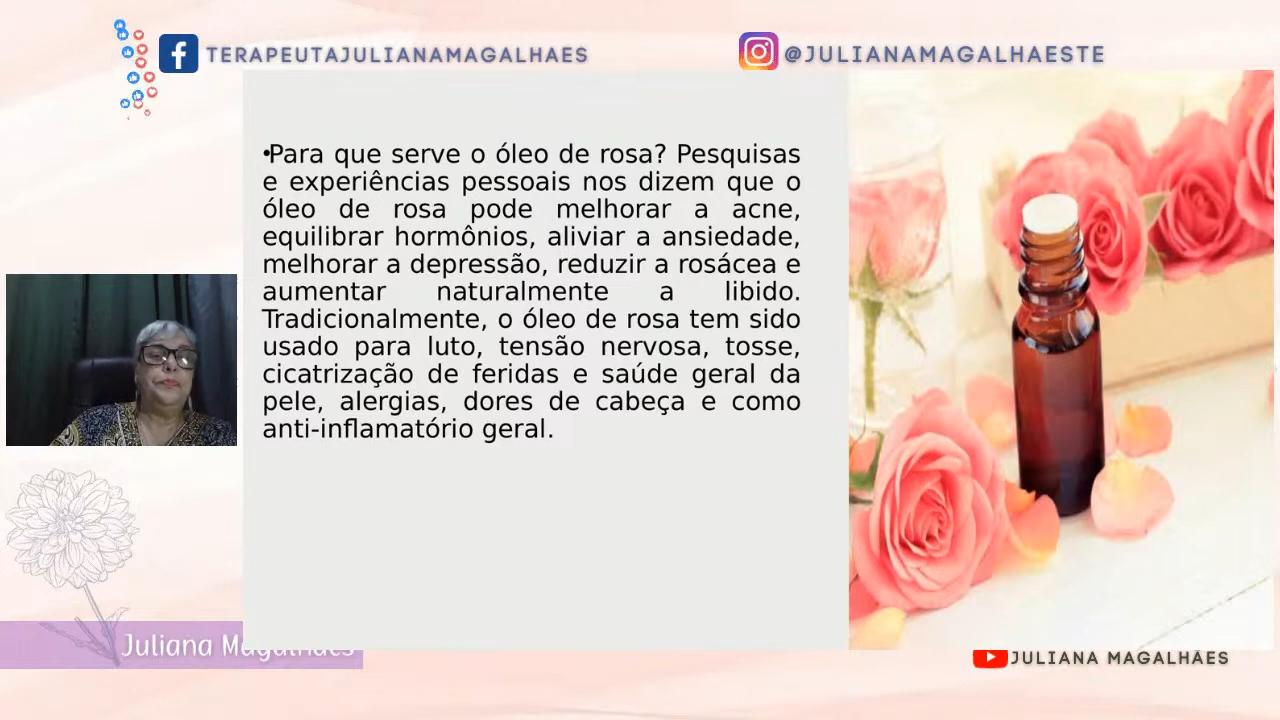 TERAPEUTAJULIANAMAGALHAES
@JULIANAMAGALHAESTE
•Para que serve o óleo de rosa? Pesquisas
e experiências pessoais nos dizem que o
óleo de rosa pode melhorar a acne,
equilibrar hormônios, aliviar a ansiedade,
melhorar a depressão, reduzir a rosácea e
aumentar naturalmente a libido.
Tradicionalmente, o óleo de rosa tem sido
usado para luto, tensão nervosa, tosse,
cicatrização de feridas e saúde geral da
pele, alergias, dores de cabeça e como
anti-inflamatório geral.
Juliana Magalhães
JULIANA MAGALHÃES